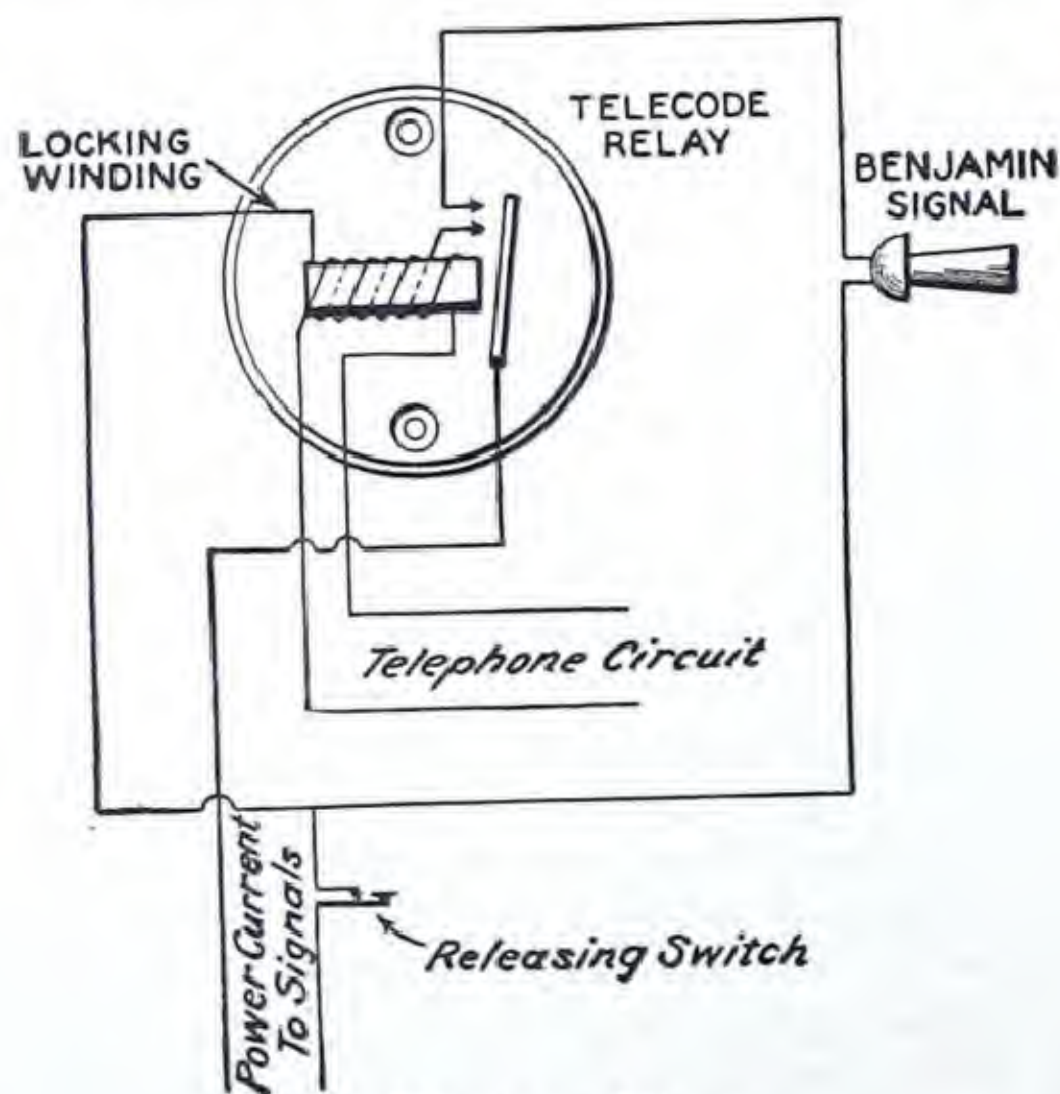 TELECODE
RELAY
LOCKING
WINDING
BENJAMIN
SIGNAL
Telephone Circuit
Power Current
To Signals
Releasing Switch